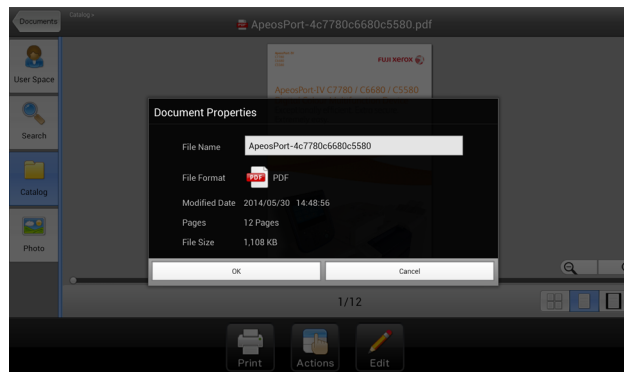 Documents
Catalog >
ApeosPort-4c7780c6680c5580.pdf
FUJI XEROX
ApeosPort-IV C7780 / C6680 / C5580
User Space
Search
Catalog
Photo
Document Properties
File Name ApeosPort-4c7780c6680c5580
File Format PDF PDF
Modified Date 2014/05/30 14:48:56
Pages 12 Pages
File Size 1,108 KB
OK Cancel
1/12
Print Actions Edit